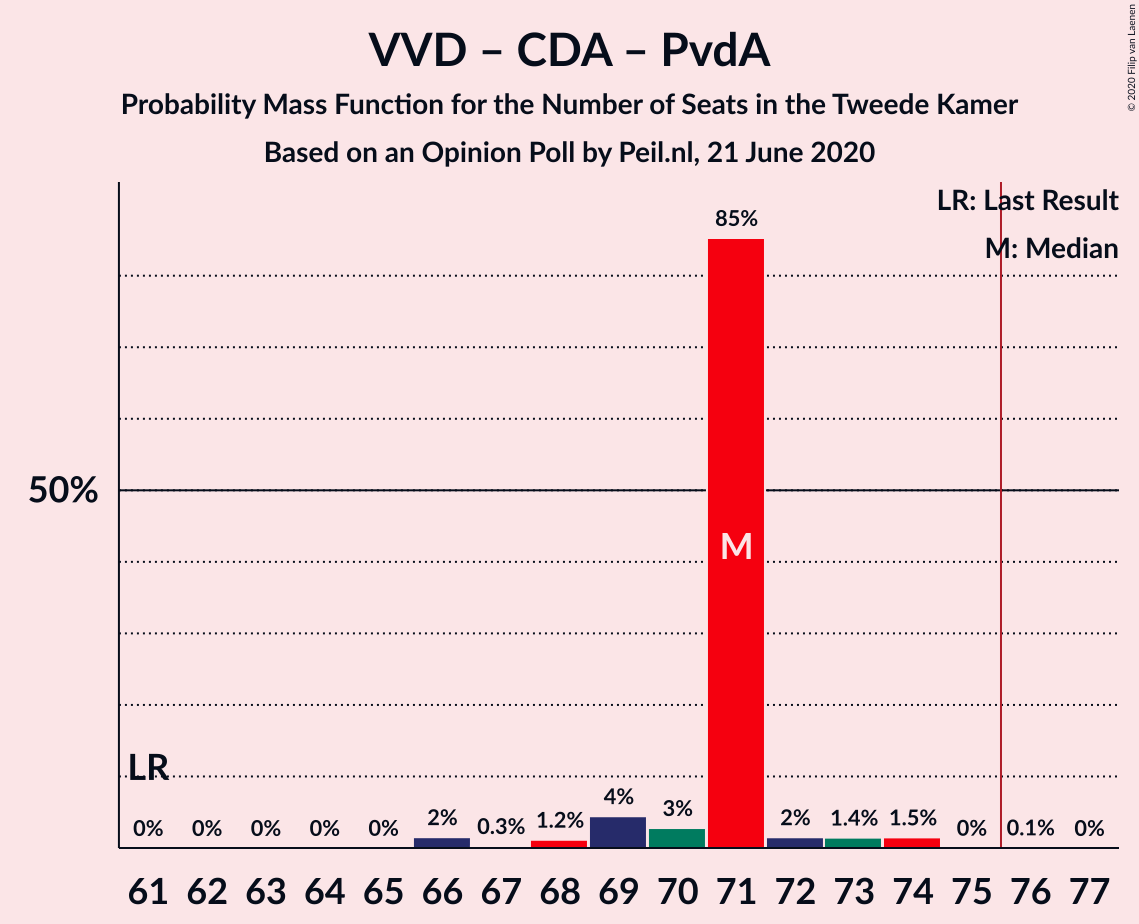 VVD – CDA – PvdA
Probability Mass Function for the Number of Seats in the Tweede Kamer
Based on an Opinion Poll by Peil.nl, 21 June 2020
© 2020 Filip van Laenen
LR: Last Result
M: Median
85%
50%
M
LR
0% 0% 0% 0% 0% 2% 0.3% 1.2% 4% 3% 2% 1.4% 1.5% 0% 0.1% 0%
61 62 63 64 65 66 67 68 69 70 71 72 73 74 75 76 77